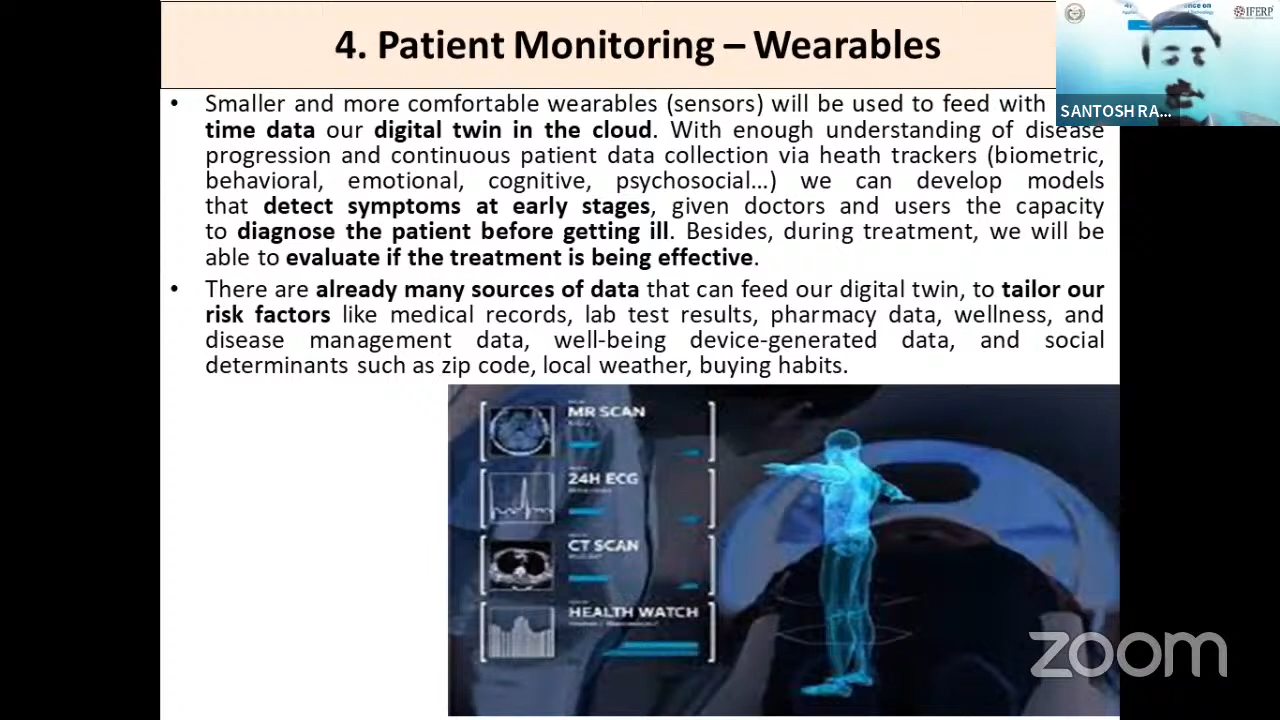 4. Patient Monitoring – Wearables
IFERP
SANTOSH RA...
• Smaller and more comfortable wearables (sensors) will be used to feed with
time data our digital twin in the cloud. With enough understanding of disease
progression and continuous patient data collection via heath trackers (biometric,
behavioral, emotional, cognitive, psychosocial…) we can develop models
that detect symptoms at early stages, given doctors and users the capacity
to diagnose the patient before getting ill. Besides, during treatment, we will be
able to evaluate if the treatment is being effective.
• There are already many sources of data that can feed our digital twin, to tailor our
risk factors like medical records, lab test results, pharmacy data, wellness, and
disease management data, well-being device-generated data, and social
determinants such as zip code, local weather, buying habits.
MR SCAN
24H ECG
CT SCAN
HEALTH WATCH
zoom